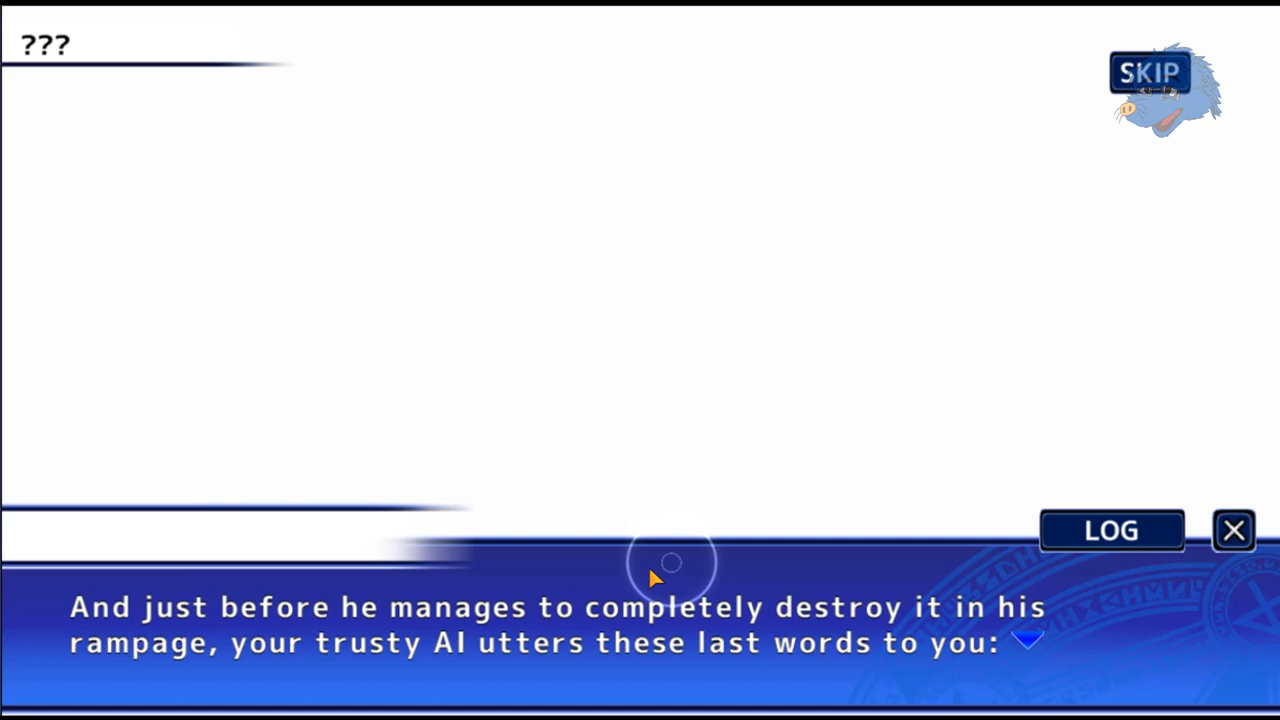 ???
SKIP
LOG
And just before he manages to completely destroy it in his
rampage, your trusty AI utters these last words to you: